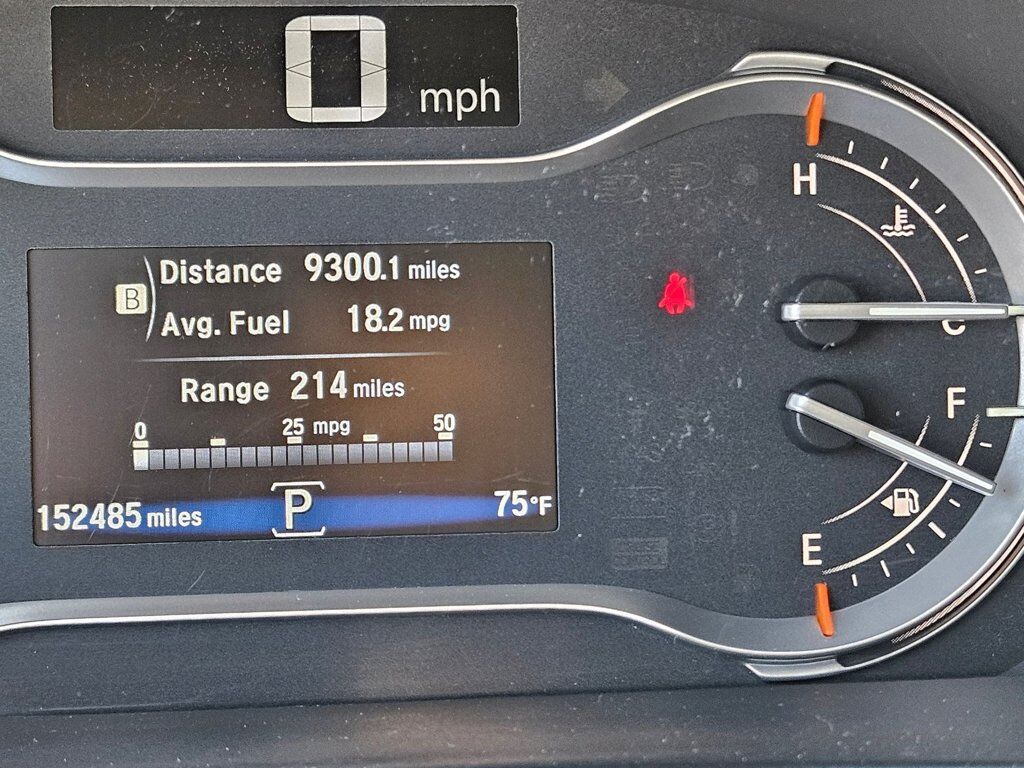 0 mph
H
B Distance 9300.1 miles
Avg. Fuel 18.2 mpg
C
Range 214 miles
F
0 25 mpg 50
152485 miles P 75°F
E